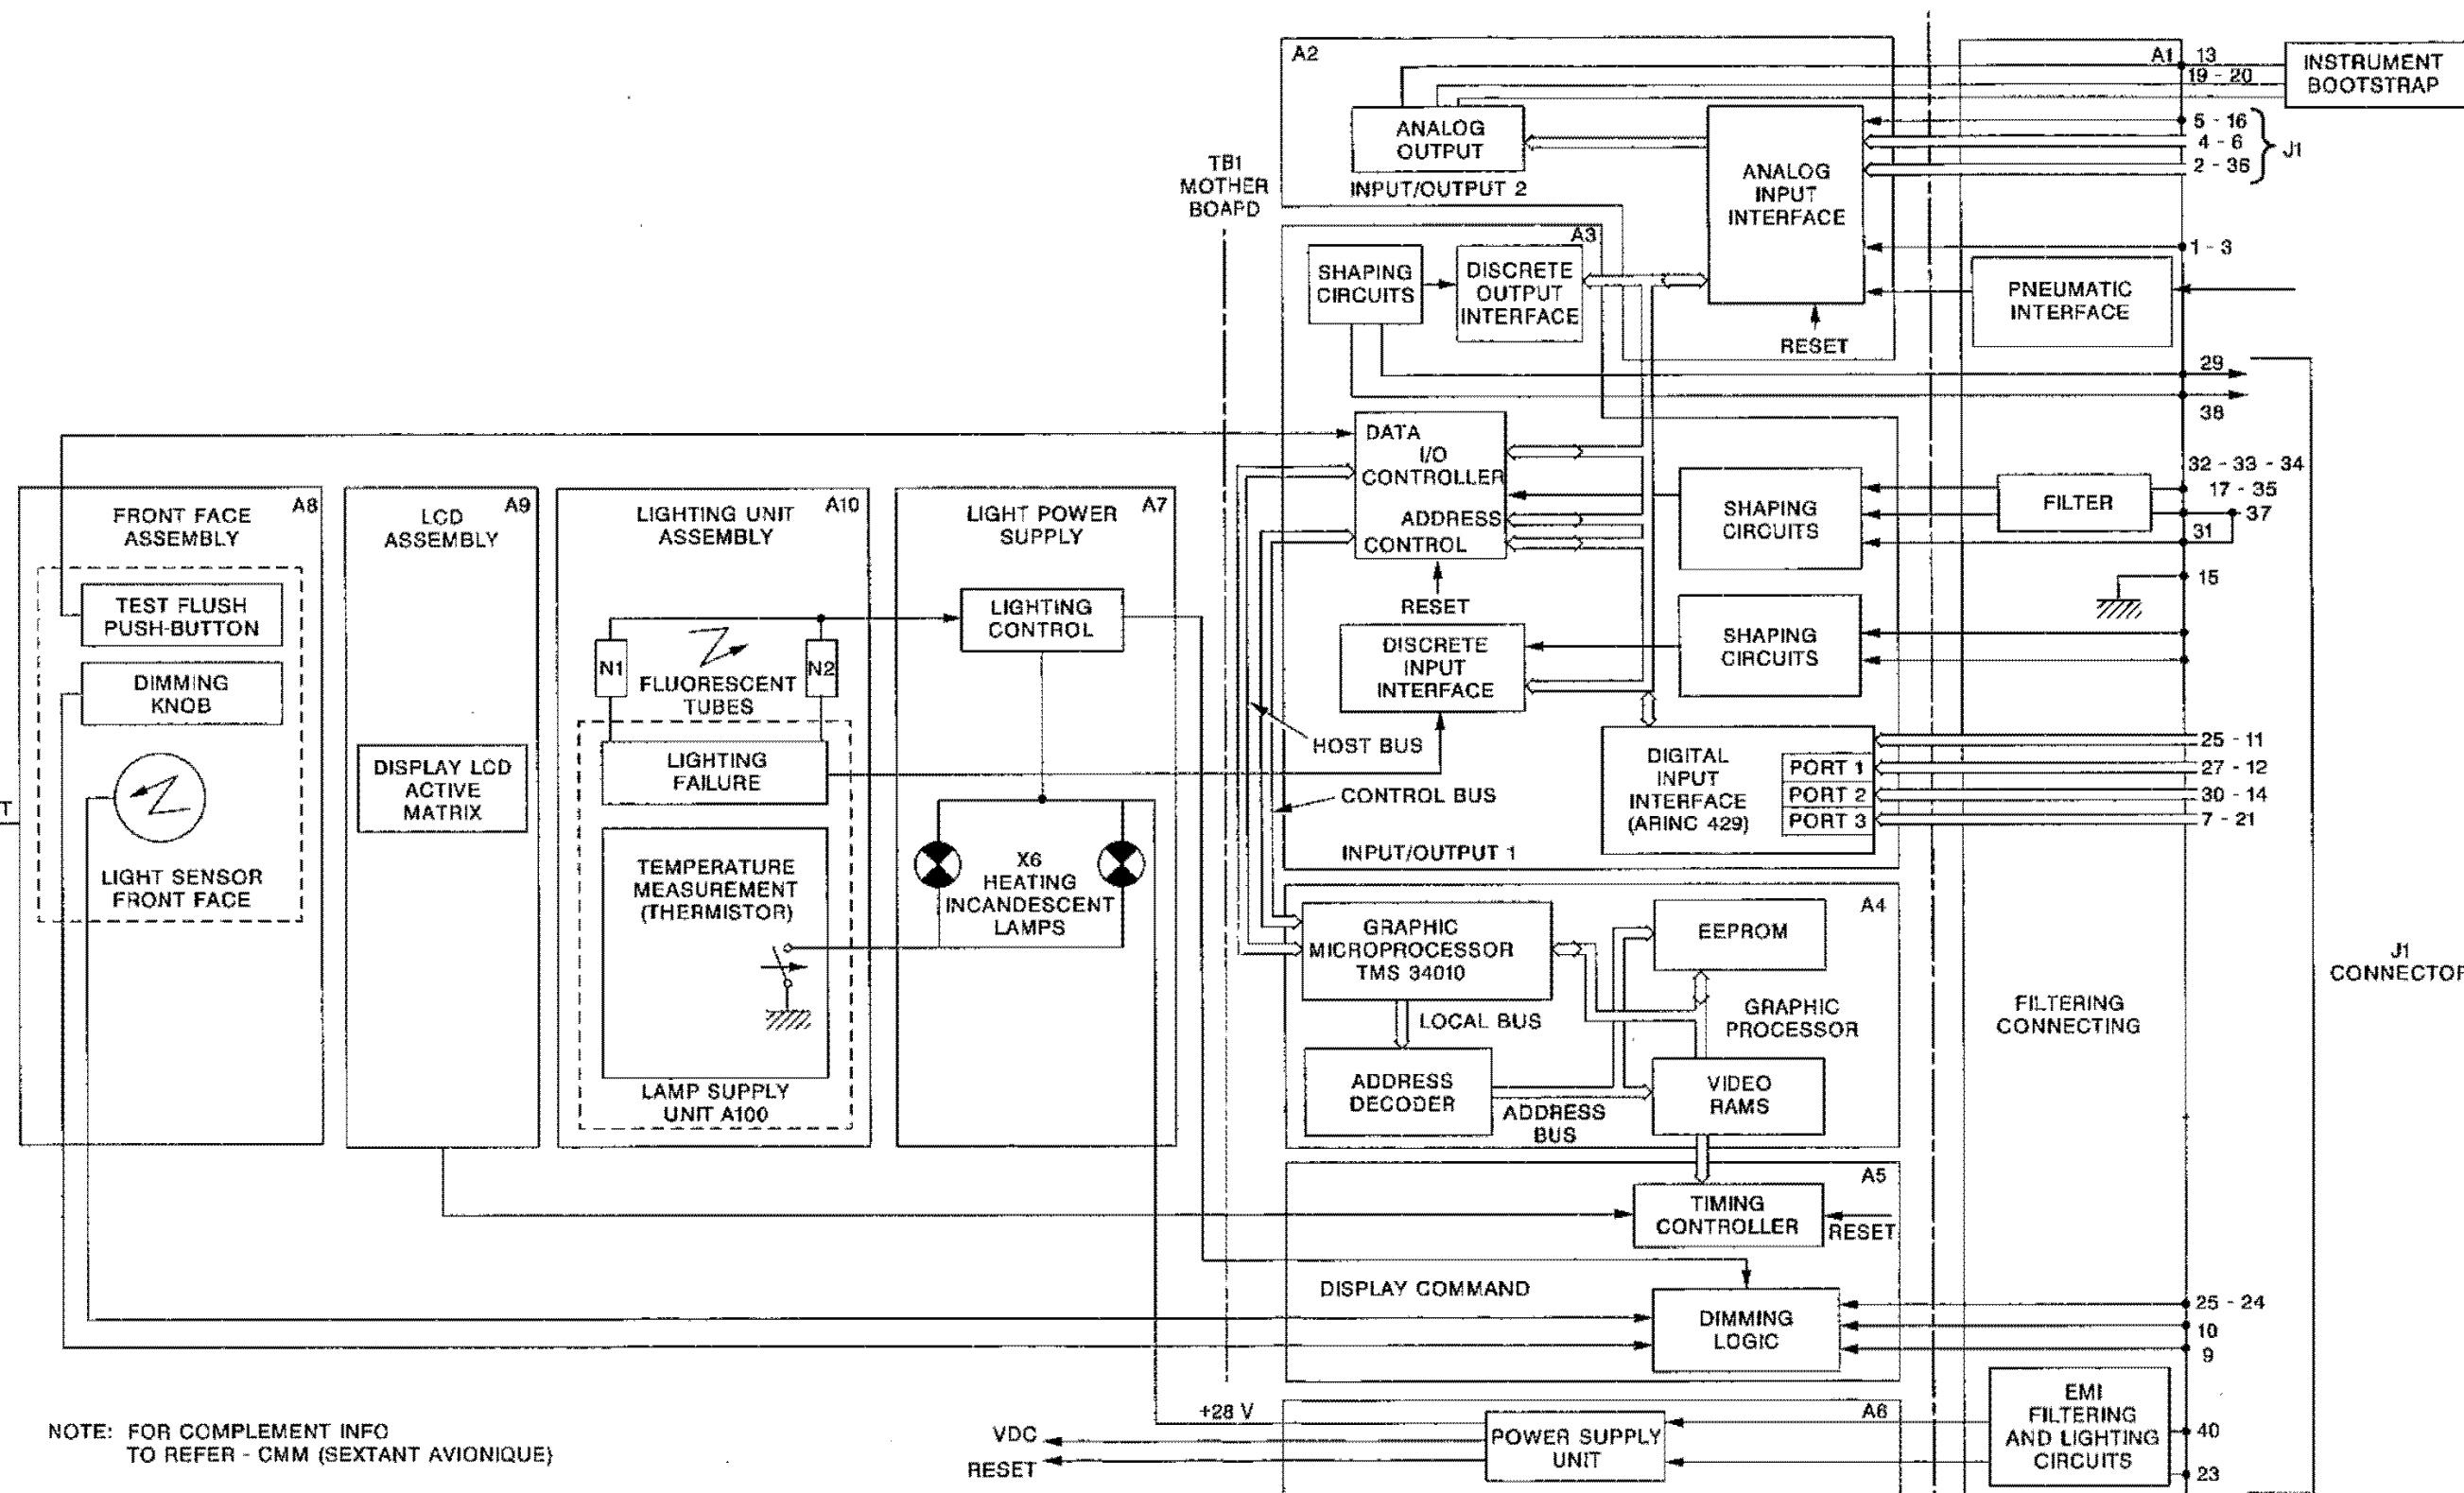 A2
A1
13
19 - 20
INSTRUMENT
BOOTSTRAP
ANALOG
OUTPUT
INPUT/OUTPUT 2
ANALOG
INPUT
INTERFACE
RESET
5 - 16
4 - 6
2 - 36
J1
1 - 3
TB1
MOTHER
BOARD
A3
SHAPING
CIRCUITS
DISCRETE
OUTPUT
INTERFACE
PNEUMATIC
INTERFACE
29
38
DATA
I/O
CONTROLLER
ADDRESS
CONTROL
RESET
SHAPING
CIRCUITS
FILTER
32 - 33 - 34
17 - 35
37
31
15
DISCRETE
INPUT
INTERFACE
SHAPING
CIRCUITS
HOST BUS
CONTROL BUS
DIGITAL
INPUT
INTERFACE
(ARINC 429)
PORT 1
PORT 2
PORT 3
25 - 11
27 - 12
30 - 14
7 - 21
INPUT/OUTPUT 1
A8
FRONT FACE
ASSEMBLY
TEST FLUSH
PUSH-BUTTON
DIMMING
KNOB
LIGHT SENSOR
FRONT FACE
T
A9
LCD
ASSEMBLY
DISPLAY LCD
ACTIVE
MATRIX
A10
LIGHTING UNIT
ASSEMBLY
N1
N2
FLUORESCENT
TUBES
LIGHTING
FAILURE
TEMPERATURE
MEASUREMENT
(THERMISTOR)
LAMP SUPPLY
UNIT A100
A7
LIGHT POWER
SUPPLY
LIGHTING
CONTROL
X6
HEATING
INCANDESCENT
LAMPS
A4
GRAPHIC
MICROPROCESSOR
TMS 34010
EEPROM
LOCAL BUS
GRAPHIC
PROCESSOR
ADDRESS
DECODER
ADDRESS
BUS
VIDEO
RAMS
FILTERING
CONNECTING
J1
CONNECTOR
A5
TIMING
CONTROLLER
RESET
DISPLAY COMMAND
DIMMING
LOGIC
25 - 24
10
9
+28 V
A6
VDC
RESET
POWER SUPPLY
UNIT
EMI
FILTERING
AND LIGHTING
CIRCUITS
40
23
NOTE: FOR COMPLEMENT INFO
TO REFER - CMM (SEXTANT AVIONIQUE)